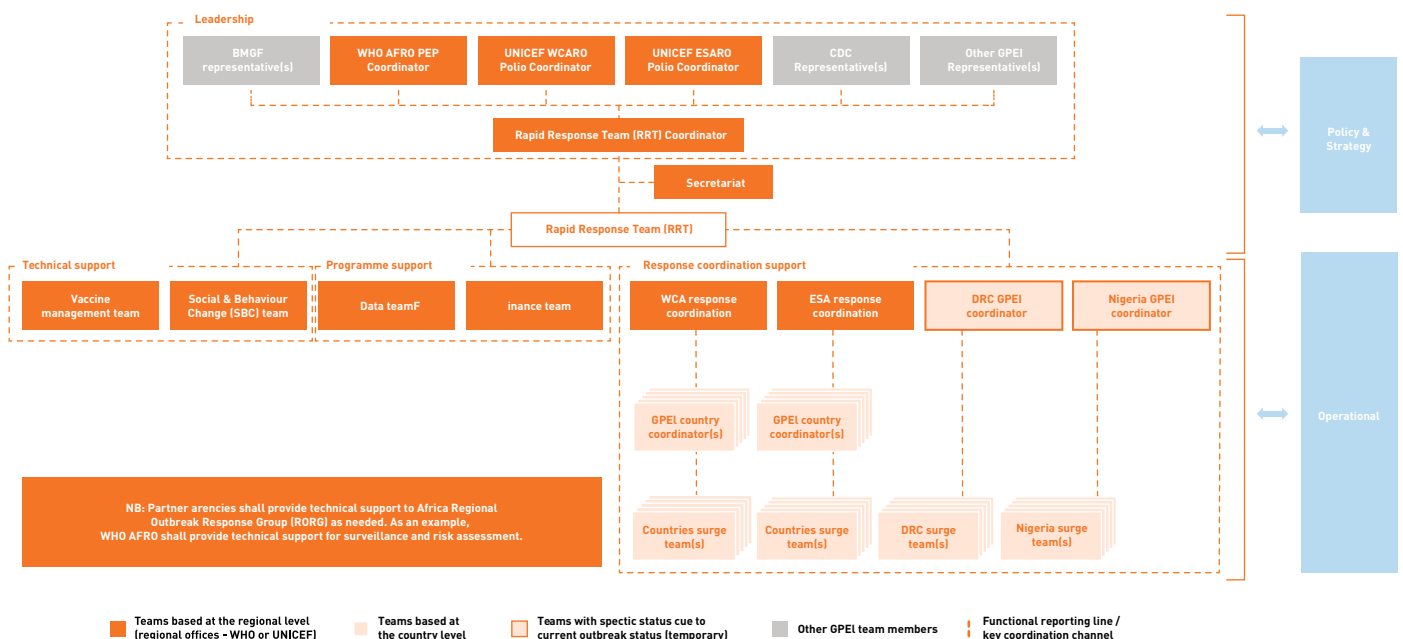 Leadership
BMGF
representative(s)
WHO AFRO PEP
Coordinator
UNICEF WCARO
Polio Coordinator
UNICEF ESARO
Polio Coordinator
CDC
Representative(s)
Other GPEI
Representative(s)
Rapid Response Team (RRT) Coordinator
Policy &
Strategy
Secretariat
Rapid Response Team (RRT)
Technical support
Programme support
Response coordination support
Vaccine
management team
Social & Behaviour
Change (SBC) team
Data teamF
inance team
WCA response
coordination
ESA response
coordination
DRC GPEI
coordinator
Nigeria GPEI
coordinator
Operational
GPEI country
coordinator(s)
GPEI country
coordinator(s)
NB: Partner arencies shall provide technical support to Africa Regional
Outbreak Response Group (RORG) as needed. As an example,
WHO AFRO shall provide technical support for surveillance and risk assessment.
Countries surge
team(s)
Countries surge
team(s)
DRC surge
team(s)
Nigeria surge
team(s)
Teams based at the regional level
(regional offices - WHO or UNICEF)
Teams based at
the country level
Teams with spectic status cue to
current outbreak status (temporary)
Other GPEI team members
Functional reporting line /
key coordination channel